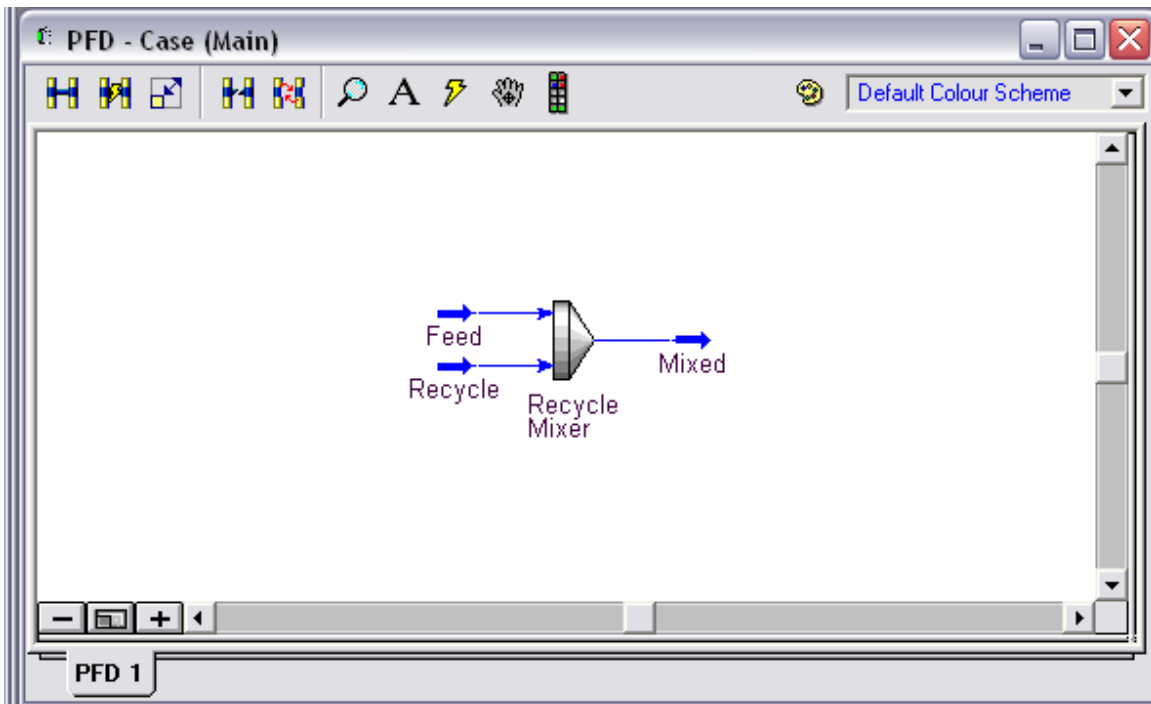 PFD - Case (Main)
A
Default Colour Scheme
Feed
Mixed
Recycle
Recycle
Mixer
PFD 1